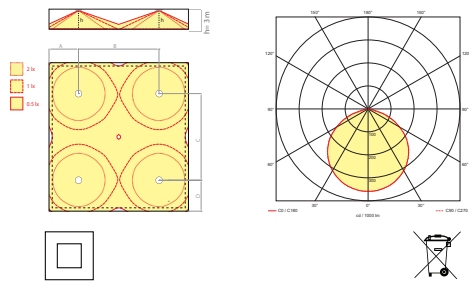 h
h
h= 3 m
A
B
2 lx
1 lx
0.5 lx
C
D
150°
180°
150°
120°
120°
90°
90°
60°
60°
30°
0°
30°
100
200
300
C0 / C180
cd / 1000 lm
C90 / C270